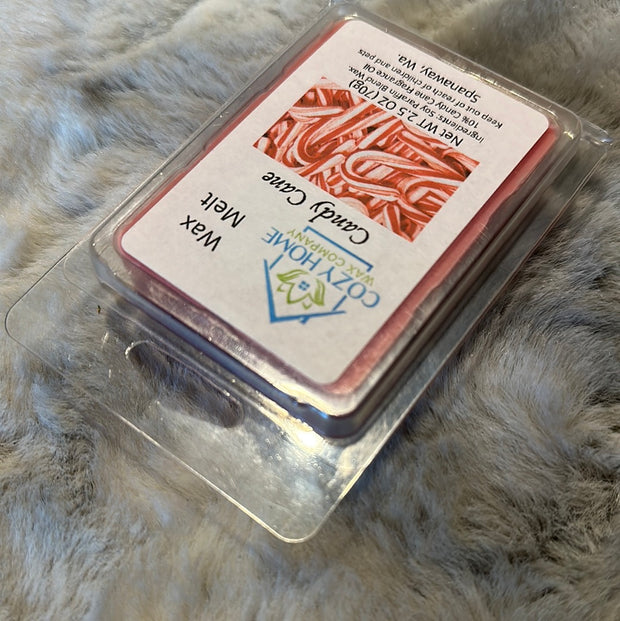 COZY HOME
WAX COMPANY
Wax
Melt
Candy Cane
Net WT 2.5 OZ (70g)
Ingredients: Soy Paraffin Blend Wax.
10% Candy Cane Fragrance Oil
Keep out of reach of children and pets
Spanaway, Wa.